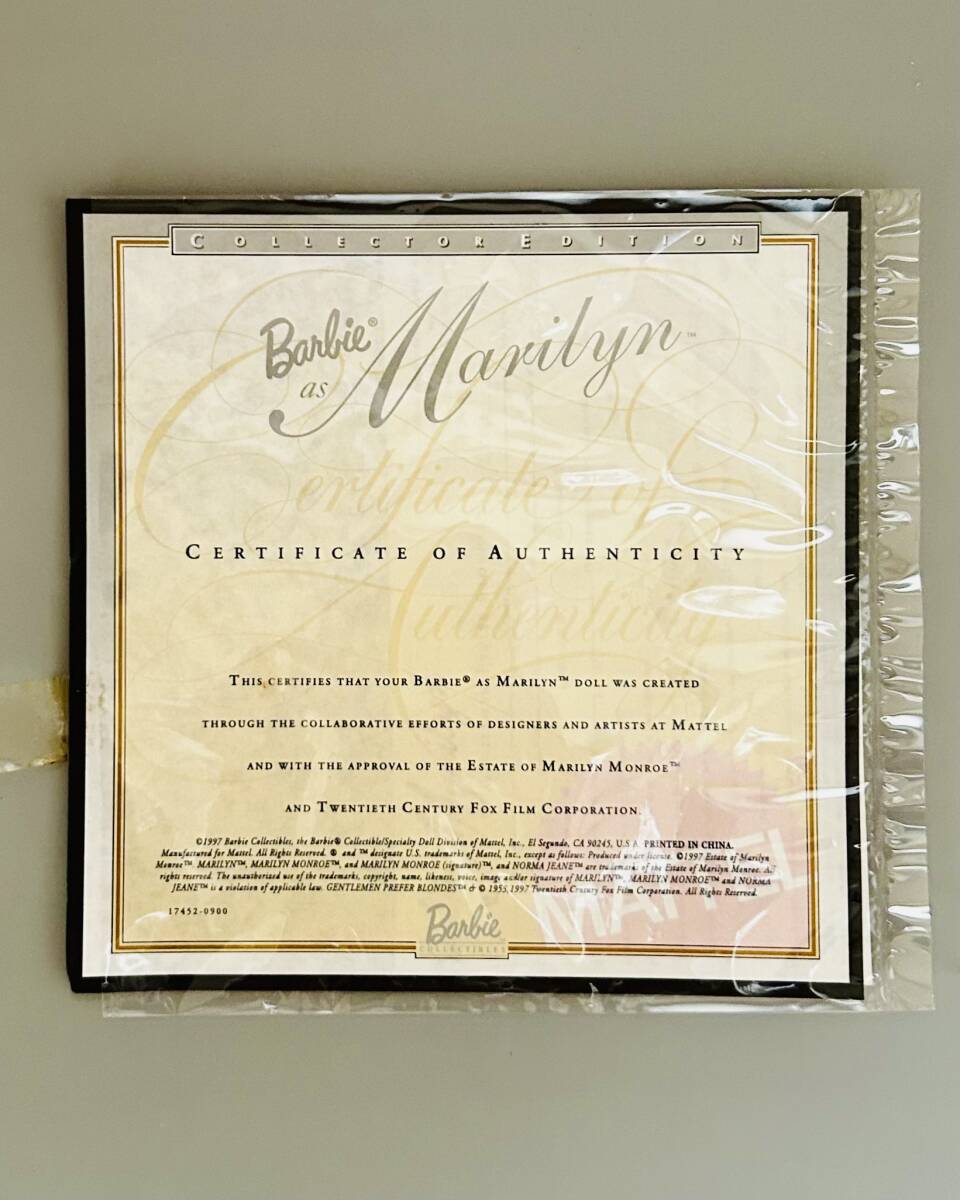 COLLECTOR EDITION
Barbie® as Marilyn™
Certificate of Authenticity
CERTIFICATE OF AUTHENTICITY
THIS CERTIFIES THAT YOUR BARBIE® AS MARILYN™ DOLL WAS CREATED
THROUGH THE COLLABORATIVE EFFORTS OF DESIGNERS AND ARTISTS AT MATTEL
AND WITH THE APPROVAL OF THE ESTATE OF MARILYN MONROE™
AND TWENTIETH CENTURY FOX FILM CORPORATION.
©1997 Barbie Collectibles, the Barbie® Collectible/Specialty Doll Division of Mattel, Inc., El Segundo, CA 90245, U.S.A. PRINTED IN CHINA.
Manufactured for Mattel. All Rights Reserved. ® and ™ designate U.S. trademarks of Mattel, Inc., except as follows: Produced under license. ©1997 Estate of Marilyn
Monroe™. MARILYN™, MARILYN MONROE™, and MARILYN MONROE (signature)™, and NORMA JEANE™ are trademarks of the Estate of Marilyn Monroe. All
rights reserved. The unauthorized use of the trademarks, copyright, name, likeness, voice, image and/or signature of MARILYN™, MARILYN MONROE™ and NORMA
JEANE™ is a violation of applicable law. GENTLEMEN PREFER BLONDES™ & © 1953, 1997 Twentieth Century Fox Film Corporation. All Rights Reserved.
17452-0900
Barbie
COLLECTIBLES
MATTEL